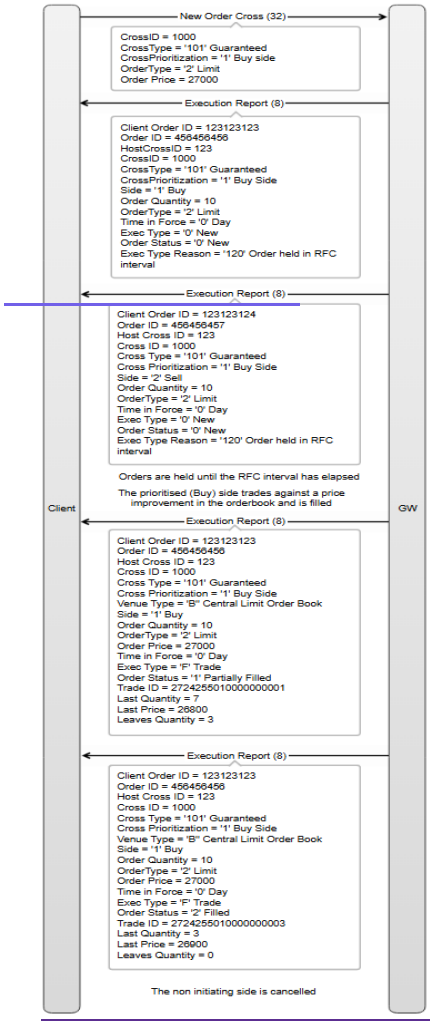 New Order Cross (32)
CrossID = 1000
CrossType = '101' Guaranteed
CrossPrioritization = '1' Buy side
OrderType = '2' Limit
Order Price = 27000
Execution Report (8)
Client Order ID = 123123123
Order ID = 456456456
HostCrossID = 123
CrossID = 1000
CrossType = '101' Guaranteed
CrossPrioritization = '1' Buy Side
Side = '1' Buy
Order Quantity = 10
OrderType = '2' Limit
Time in Force = '0' Day
Exec Type = '0' New
Order Status = '0' New
Exec Type Reason = '120' Order held in RFC
interval
Execution Report (8)
Client Order ID = 123123124
Order ID = 456456457
Host Cross ID = 123
Cross ID = 1000
Cross Type = '101' Guaranteed
Cross Prioritization = '1' Buy Side
Side = '2' Sell
Order Quantity = 10
OrderType = '2' Limit
Time in Force = '0' Day
Exec Type = '0' New
Order Status = '0' New
Exec Type Reason = '120' Order held in RFC
interval
Orders are held until the RFC interval has elapsed
The prioritised (Buy) side trades against a price
improvement in the orderbook and is filled
Client
GW
Execution Report (8)
Client Order ID = 123123123
Order ID = 456456456
Host Cross ID = 123
Cross ID = 1000
Cross Type = '101' Guaranteed
Cross Prioritization = '1' Buy Side
Venue Type = 'B" Central Limit Order Book
Side = '1' Buy
Order Quantity = 10
OrderType = '2' Limit
Order Price = 27000
Time in Force = '0' Day
Exec Type = 'F' Trade
Order Status = '1' Partially Filled
Trade ID = 2724255010000000001
Last Quantity = 7
Last Price = 26800
Leaves Quantity = 3
Execution Report (8)
Client Order ID = 123123123
Order ID = 456456456
Host Cross ID = 123
Cross ID = 1000
Cross Type = '101' Guaranteed
Cross Prioritization = '1' Buy Side
Venue Type = 'B" Central Limit Order Book
Side = '1' Buy
Order Quantity = 10
OrderType = '2' Limit
Order Price = 27000
Time in Force = '0' Day
Exec Type = 'F' Trade
Order Status = '2' Filled
Trade ID = 2724255010000000003
Last Quantity = 3
Last Price = 26900
Leaves Quantity = 0
The non initiating side is cancelled